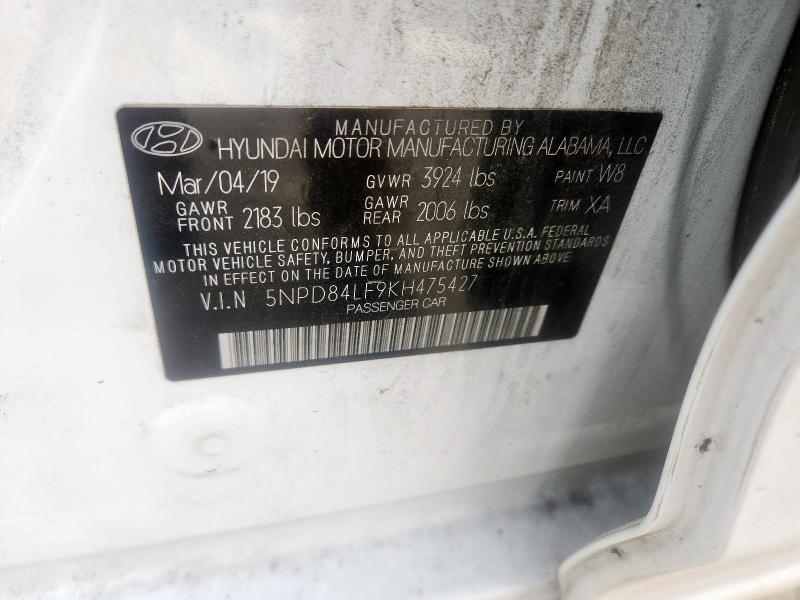 MANUFACTURED BY
HYUNDAI MOTOR MANUFACTURING ALABAMA, LLC
Mar/04/19 GVWR 3924 lbs PAINT W8
GAWR FRONT 2183 lbs GAWR REAR 2006 lbs TRIM XA
THIS VEHICLE CONFORMS TO ALL APPLICABLE U.S.A. FEDERAL
MOTOR VEHICLE SAFETY, BUMPER, AND THEFT PREVENTION STANDARDS
IN EFFECT ON THE DATE OF MANUFACTURE SHOWN ABOVE.
V.I.N 5NPD84LF9KH475427
PASSENGER CAR